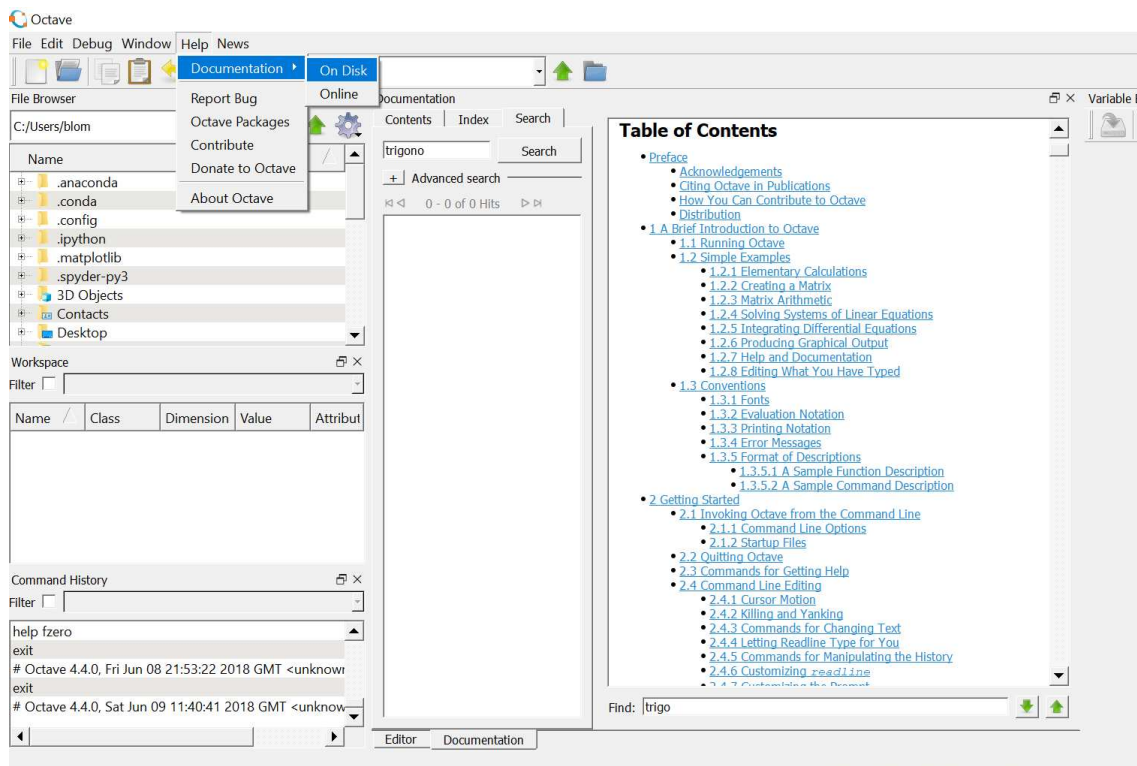 Octave
File Edit Debug Window Help News
Documentation
On Disk
Online
Report Bug
Octave Packages
Contribute
Donate to Octave
About Octave
File Browser
C:/Users/blom
Name
.anaconda
.conda
.config
.ipython
.matplotlib
.spyder-py3
3D Objects
Contacts
Desktop
Workspace
Filter
Name Class Dimension Value Attribut
Command History
Filter
help fzero
exit
# Octave 4.4.0, Fri Jun 08 21:53:22 2018 GMT <unknown
exit
# Octave 4.4.0, Sat Jun 09 11:40:41 2018 GMT <unknow
Documentation
Contents Index Search
trigono Search
+ Advanced search
0 - 0 of 0 Hits
Editor Documentation
Table of Contents
Preface
Acknowledgements
Citing Octave in Publications
How You Can Contribute to Octave
Distribution
1 A Brief Introduction to Octave
1.1 Running Octave
1.2 Simple Examples
1.2.1 Elementary Calculations
1.2.2 Creating a Matrix
1.2.3 Matrix Arithmetic
1.2.4 Solving Systems of Linear Equations
1.2.5 Integrating Differential Equations
1.2.6 Producing Graphical Output
1.2.7 Help and Documentation
1.2.8 Editing What You Have Typed
1.3 Conventions
1.3.1 Fonts
1.3.2 Evaluation Notation
1.3.3 Printing Notation
1.3.4 Error Messages
1.3.5 Format of Descriptions
1.3.5.1 A Sample Function Description
1.3.5.2 A Sample Command Description
2 Getting Started
2.1 Invoking Octave from the Command Line
2.1.1 Command Line Options
2.1.2 Startup Files
2.2 Quitting Octave
2.3 Commands for Getting Help
2.4 Command Line Editing
2.4.1 Cursor Motion
2.4.2 Killing and Yanking
2.4.3 Commands for Changing Text
2.4.4 Letting Readline Type for You
2.4.5 Commands for Manipulating the History
2.4.6 Customizing readline
2.4.7 Customizing the Prompt
Find: trigo
Variable